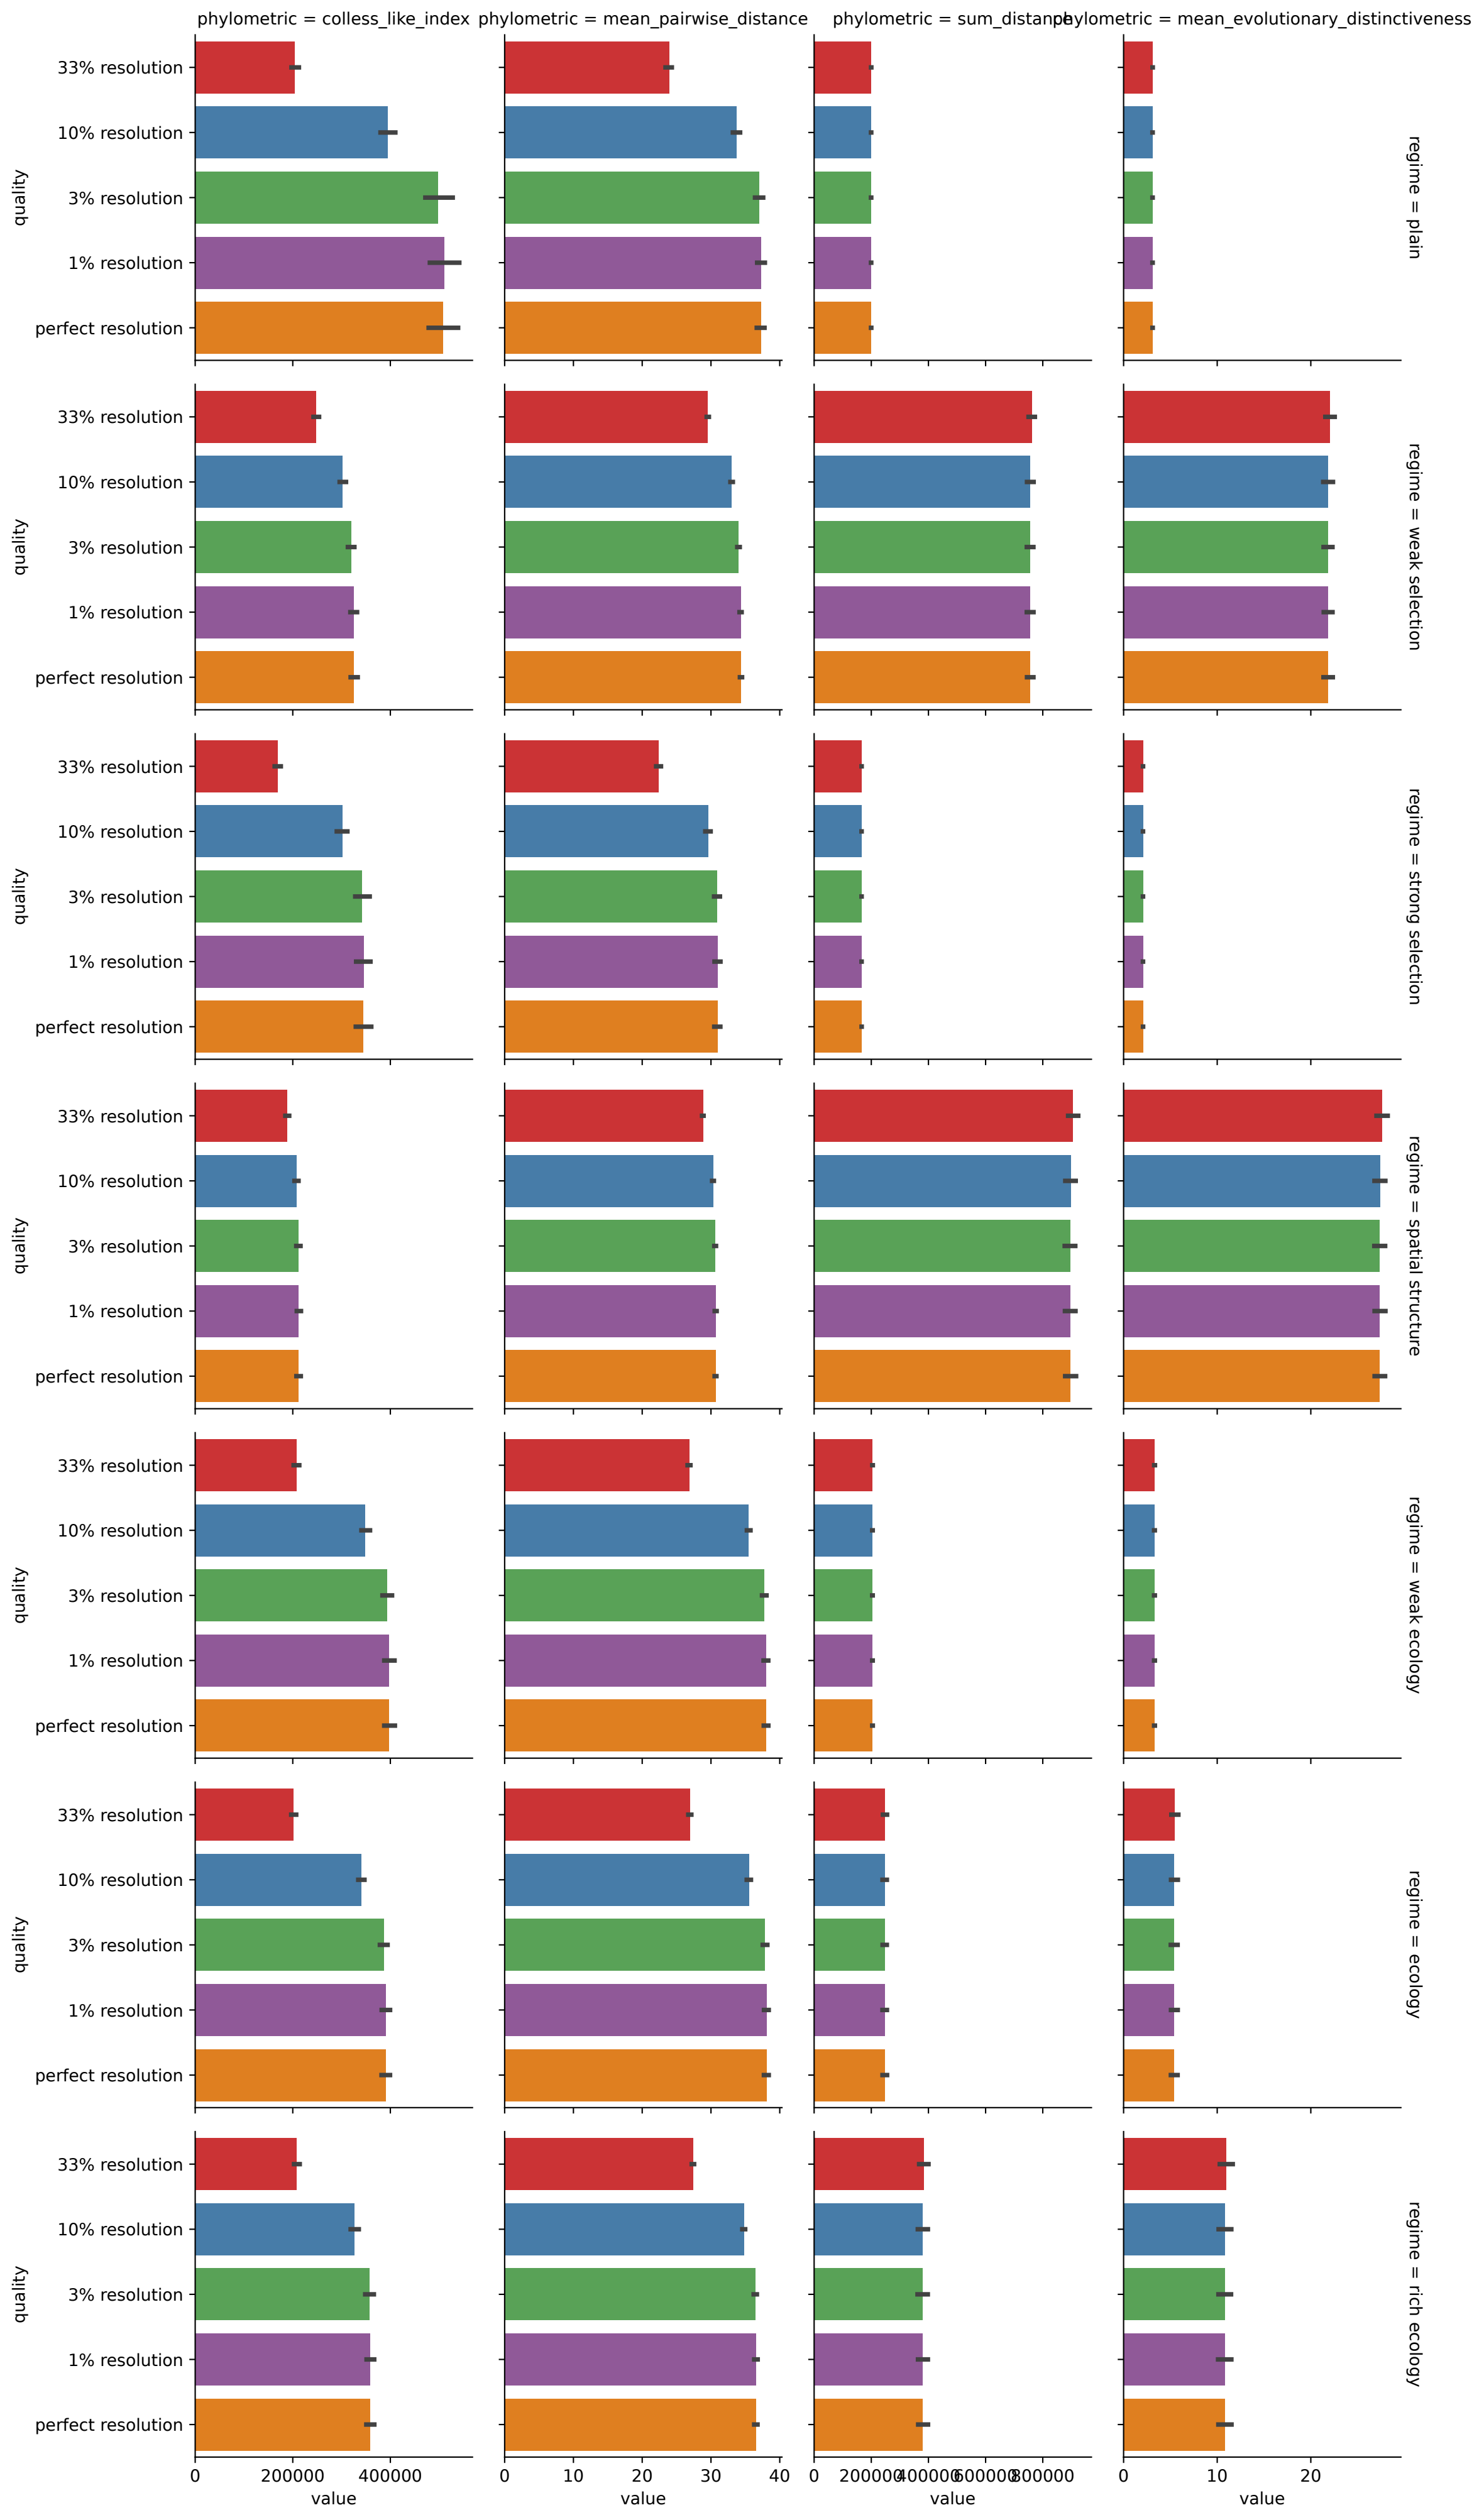 phylometric = colless_like_index
phylometric = mean_pairwise_distance
phylometric = sum_distance
phylometric = mean_evolutionary_distinctiveness
33% resolution
10% resolution
3% resolution
1% resolution
perfect resolution
quality
regime = plain
33% resolution
10% resolution
3% resolution
1% resolution
perfect resolution
quality
regime = weak selection
33% resolution
10% resolution
3% resolution
1% resolution
perfect resolution
quality
regime = strong selection
33% resolution
10% resolution
3% resolution
1% resolution
perfect resolution
quality
regime = spatial structure
33% resolution
10% resolution
3% resolution
1% resolution
perfect resolution
quality
regime = weak ecology
33% resolution
10% resolution
3% resolution
1% resolution
perfect resolution
quality
regime = ecology
33% resolution
10% resolution
3% resolution
1% resolution
perfect resolution
quality
regime = rich ecology
0 200000 400000
0 10 20 30 40
0 200000 400000 600000 800000
0 10 20
value
value
value
value